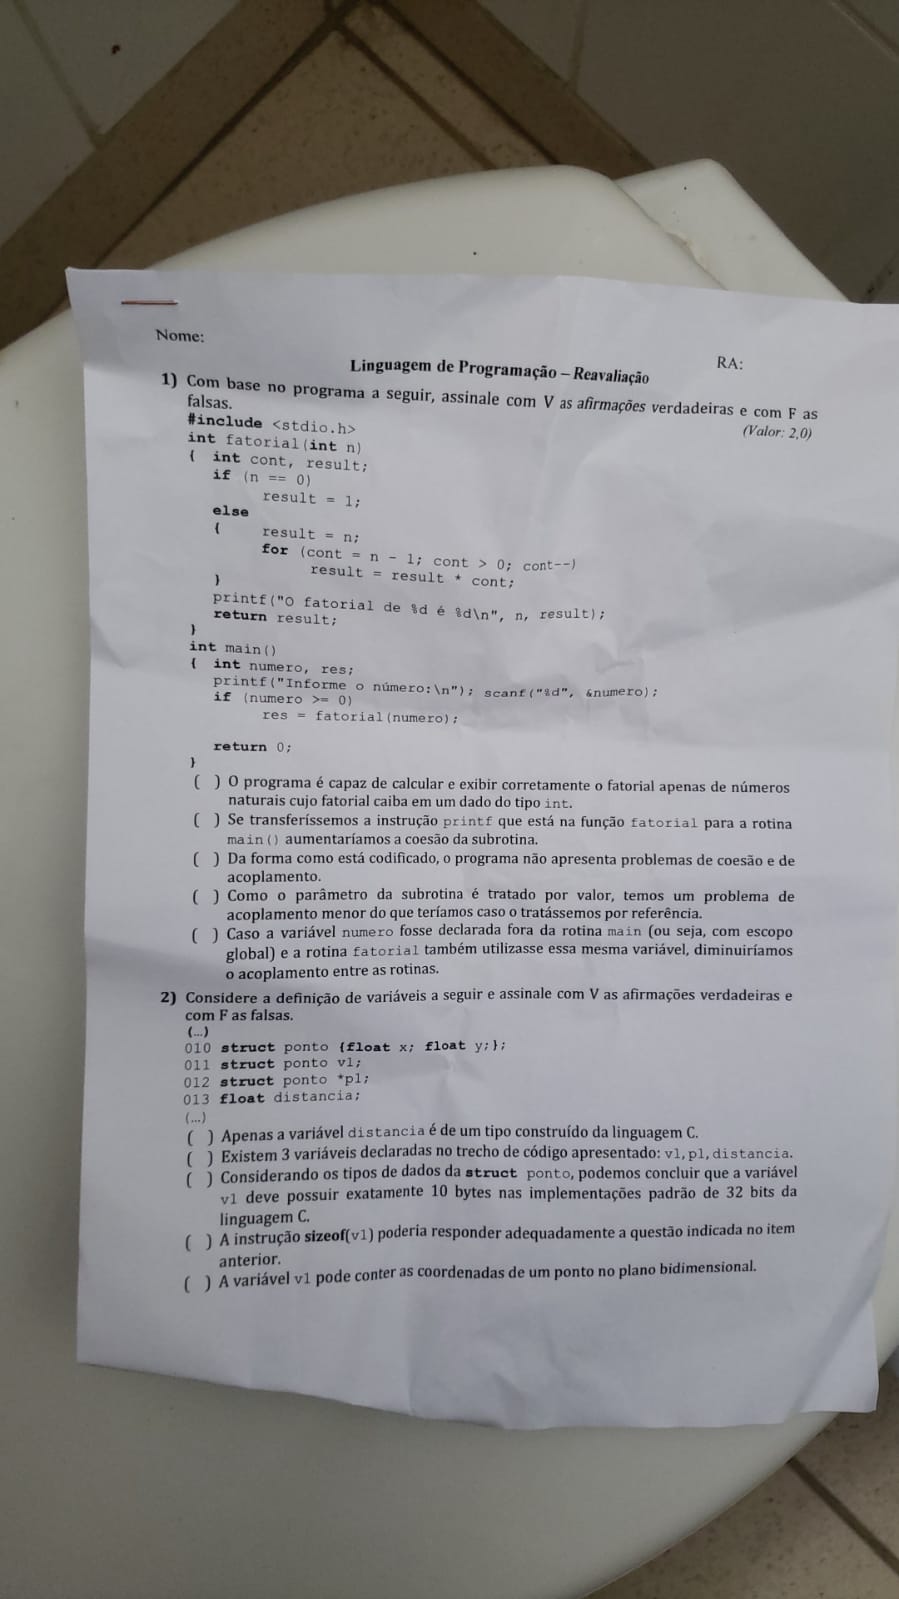 Nome:
RA:
Linguagem de Programação – Reavaliação
1) Com base no programa a seguir, assinale com V as afirmações verdadeiras e com F as
falsas.
(Valor: 2,0)
#include <stdio.h>
int fatorial(int n)
{ int cont, result;
if (n == 0)
result = 1;
else
{ result = n;
for (cont = n - 1; cont > 0; cont--)
result = result * cont;
}
printf("O fatorial de %d é %d\n", n, result);
return result;
}
int main()
{ int numero, res;
printf("Informe o número:\n"); scanf("%d", &numero);
if (numero >= 0)
res = fatorial(numero);
return 0;
}
( ) O programa é capaz de calcular e exibir corretamente o fatorial apenas de números
naturais cujo fatorial caiba em um dado do tipo int.
( ) Se transferíssemos a instrução printf que está na função fatorial para a rotina
main() aumentaríamos a coesão da subrotina.
( ) Da forma como está codificado, o programa não apresenta problemas de coesão e de
acoplamento.
( ) Como o parâmetro da subrotina é tratado por valor, temos um problema de
acoplamento menor do que teríamos caso o tratássemos por referência.
( ) Caso a variável numero fosse declarada fora da rotina main (ou seja, com escopo
global) e a rotina fatorial também utilizasse essa mesma variável, diminuiríamos
o acoplamento entre as rotinas.
2) Considere a definição de variáveis a seguir e assinale com V as afirmações verdadeiras e
com F as falsas.
(...)
010 struct ponto {float x; float y;};
011 struct ponto v1;
012 struct ponto *p1;
013 float distancia;
(...)
( ) Apenas a variável distancia é de um tipo construído da linguagem C.
( ) Existem 3 variáveis declaradas no trecho de código apresentado: v1, p1, distancia.
( ) Considerando os tipos de dados da struct ponto, podemos concluir que a variável
v1 deve possuir exatamente 10 bytes nas implementações padrão de 32 bits da
linguagem C.
( ) A instrução sizeof(v1) poderia responder adequadamente a questão indicada no item
anterior.
( ) A variável v1 pode conter as coordenadas de um ponto no plano bidimensional.